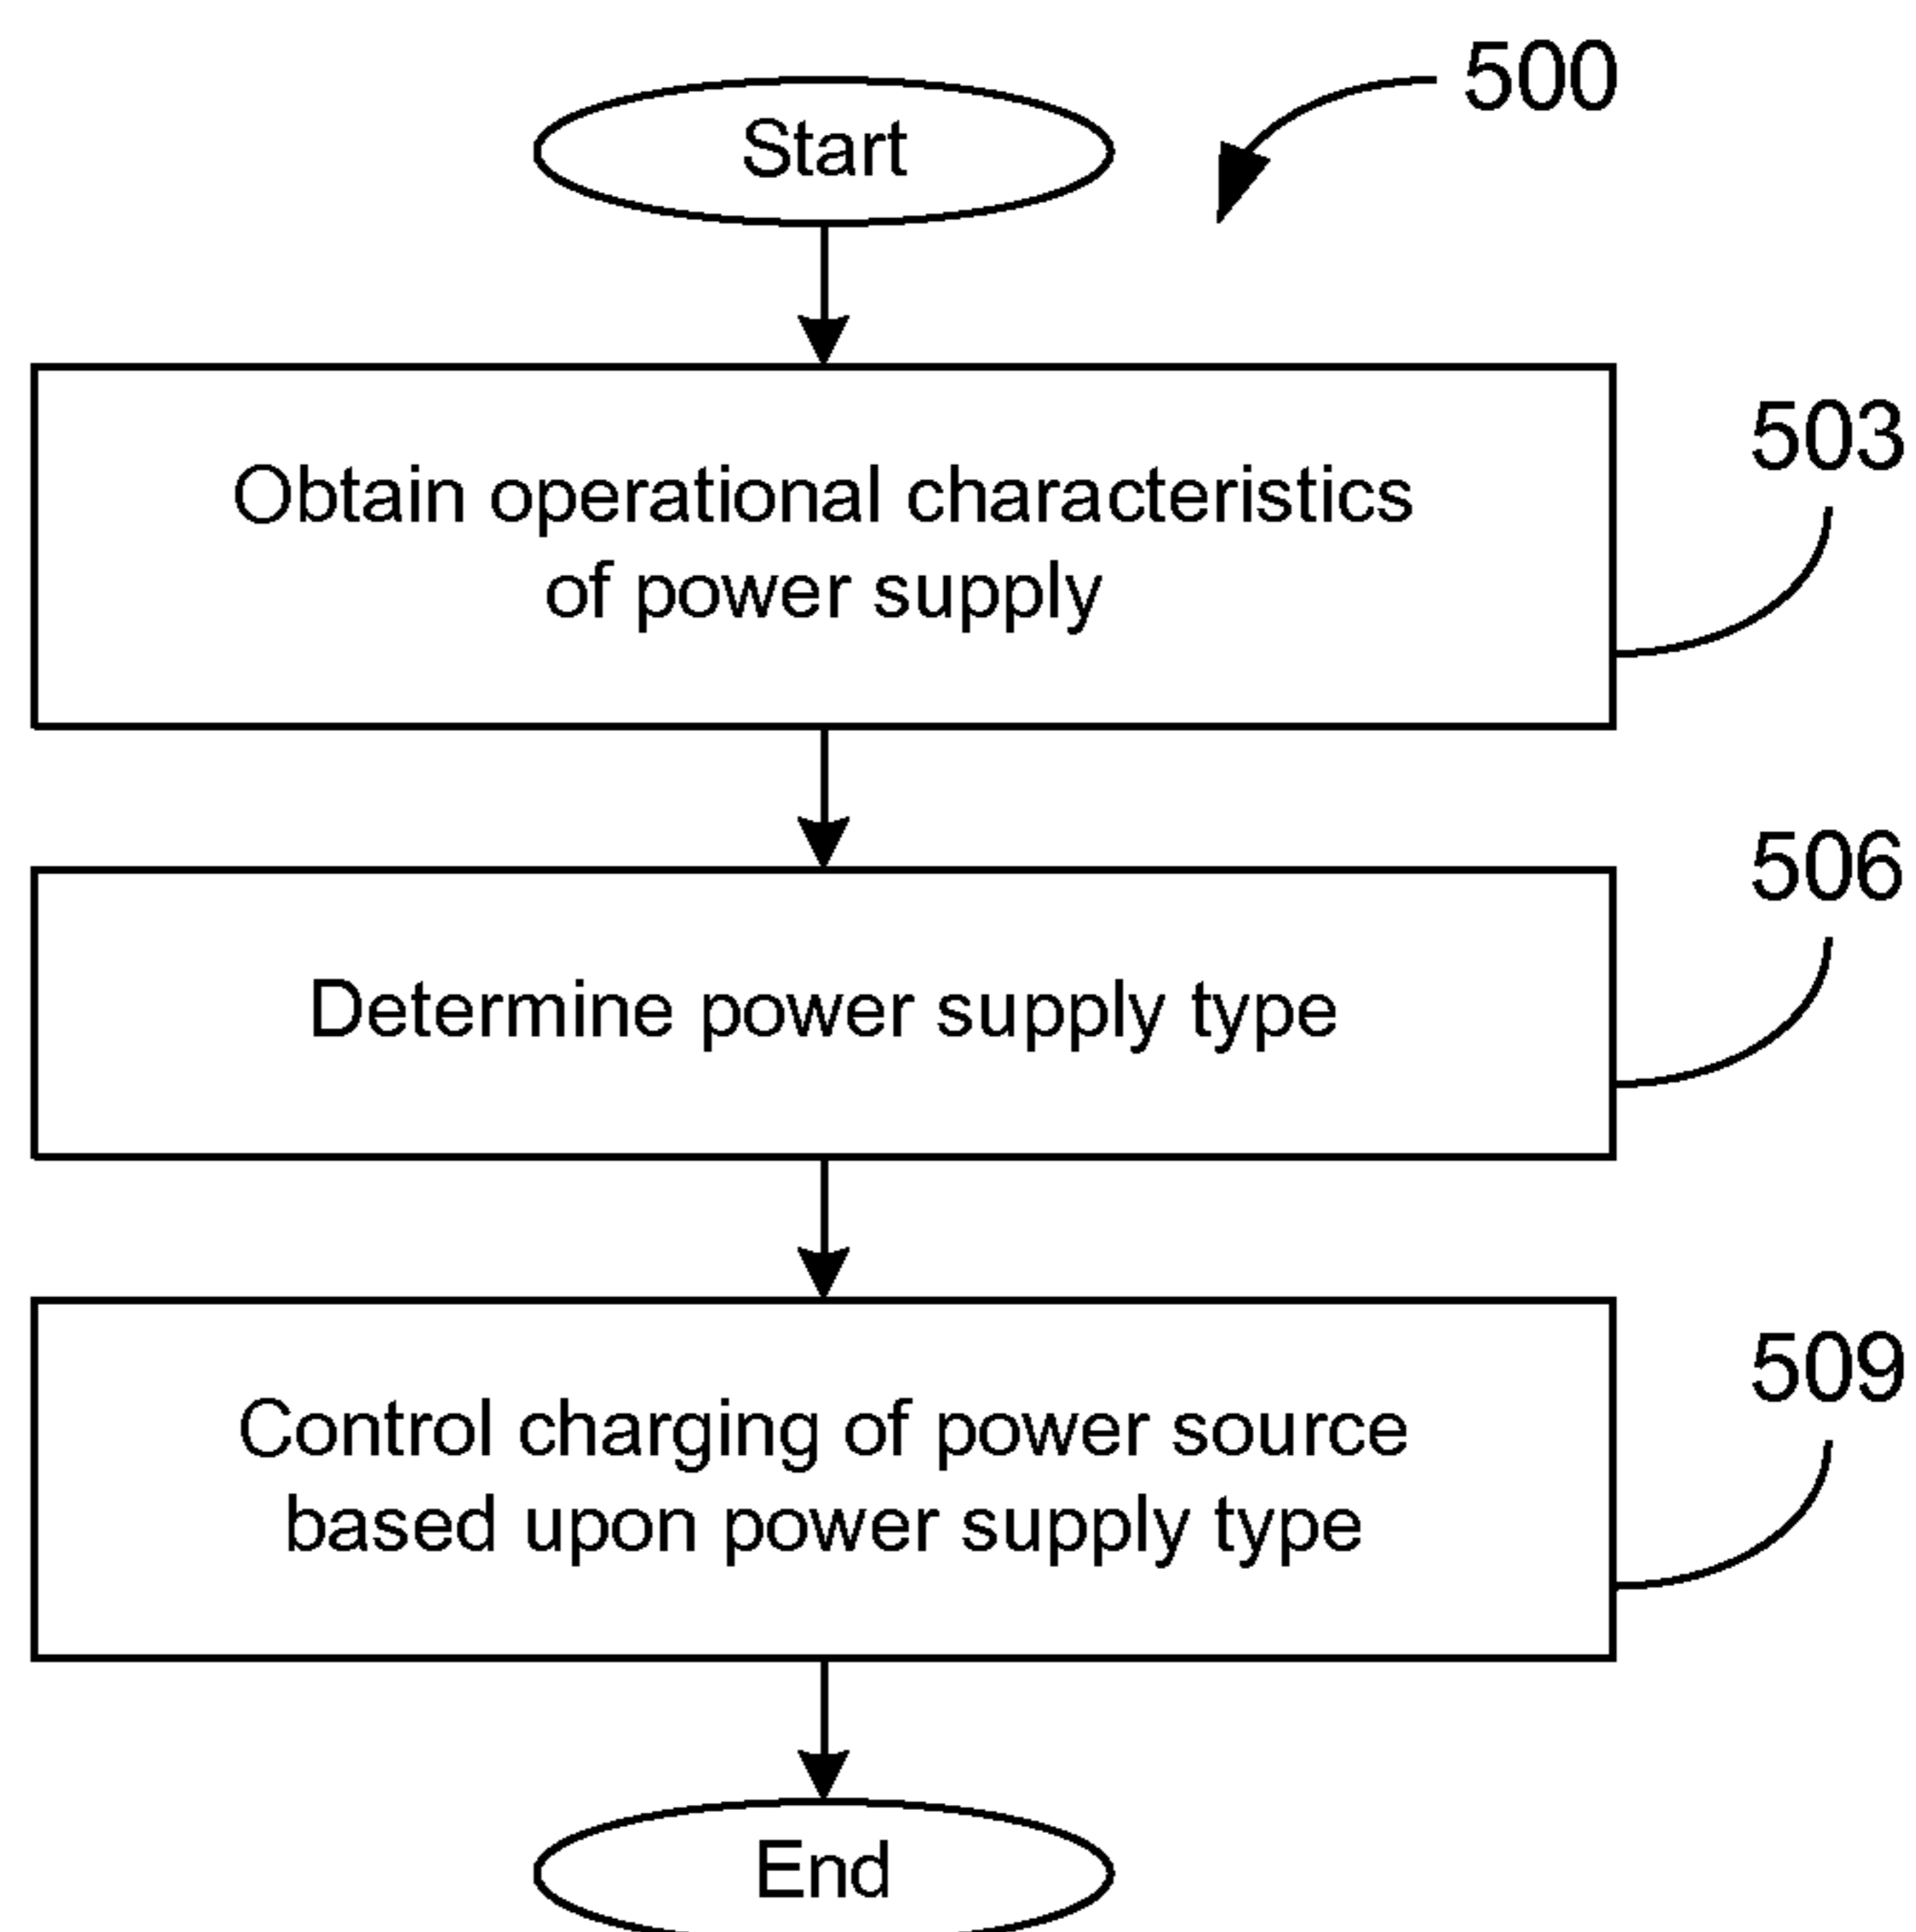 Start
500
Obtain operational characteristics
of power supply
503
Determine power supply type
506
Control charging of power source
based upon power supply type
509
End